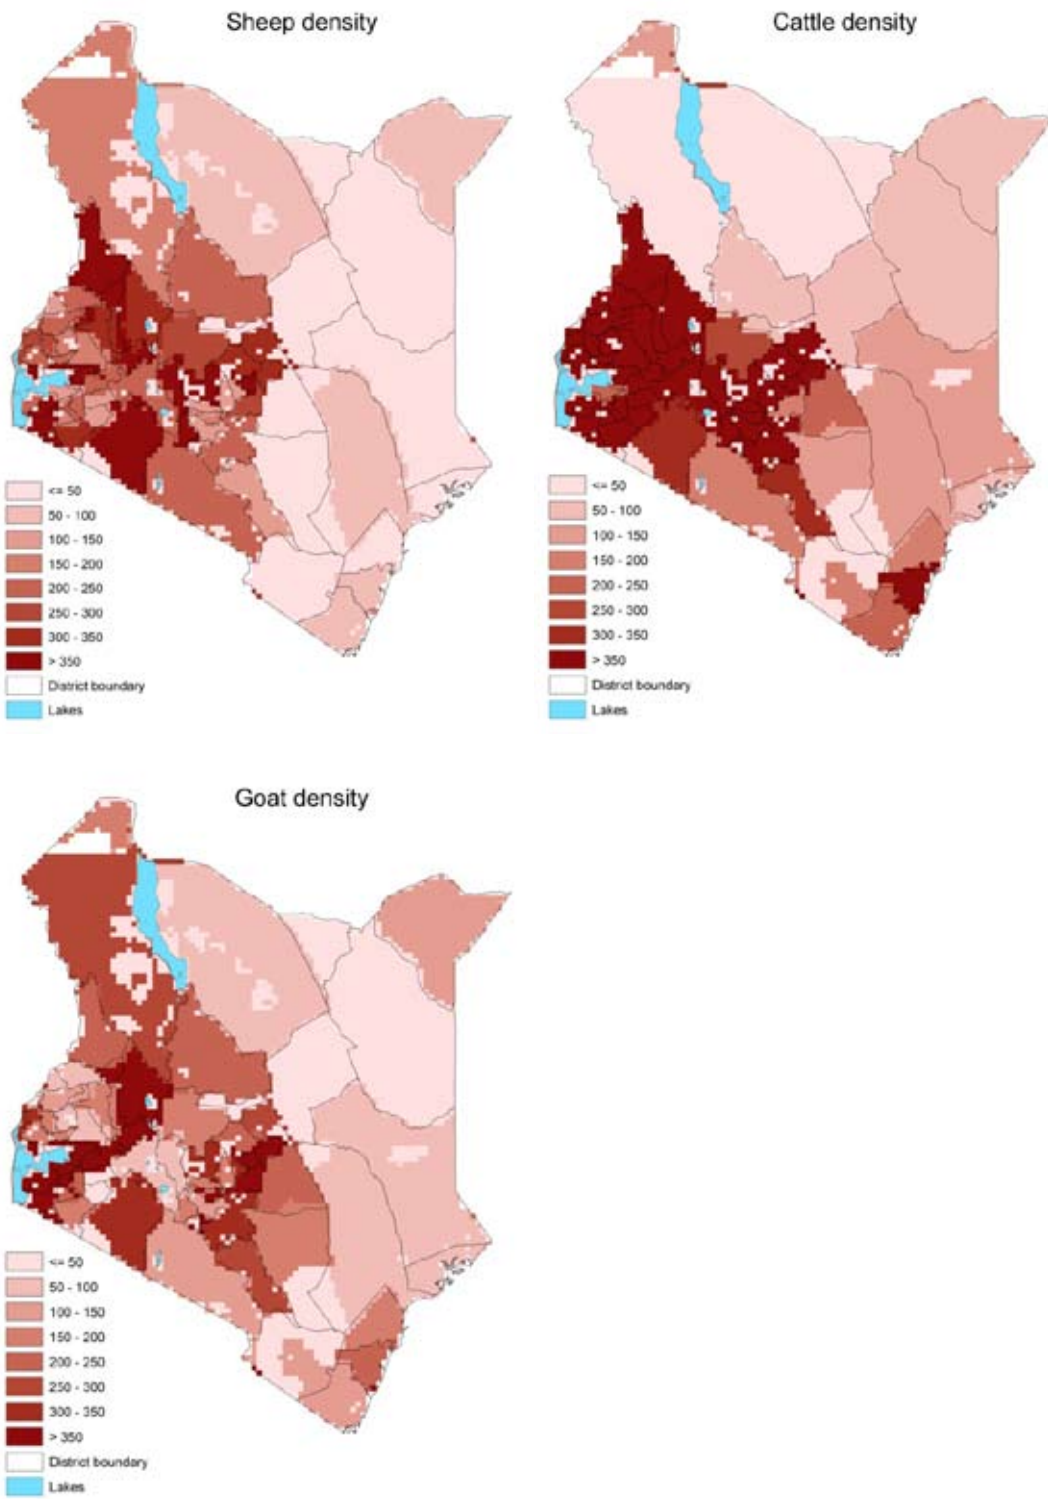 Sheep density
Cattle density
<= 50
50 - 100
100 - 150
150 - 200
200 - 250
250 - 300
300 - 350
> 350
District boundary
Lakes
<= 50
50 - 100
100 - 150
150 - 200
200 - 250
250 - 300
300 - 350
> 350
District boundary
Lakes
Goat density
<= 50
50 - 100
100 - 150
150 - 200
200 - 250
250 - 300
300 - 350
> 350
District boundary
Lakes